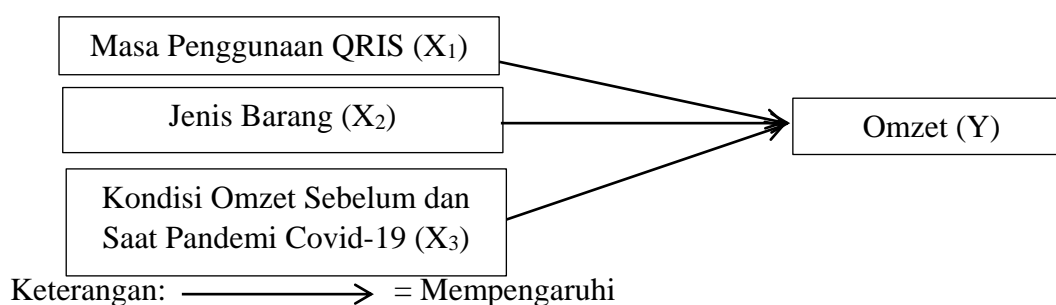 Masa Penggunaan QRIS (X₁)
Jenis Barang (X₂)
Omzet (Y)
Kondisi Omzet Sebelum dan
Saat Pandemi Covid-19 (X₃)
Keterangan: = Mempengaruhi